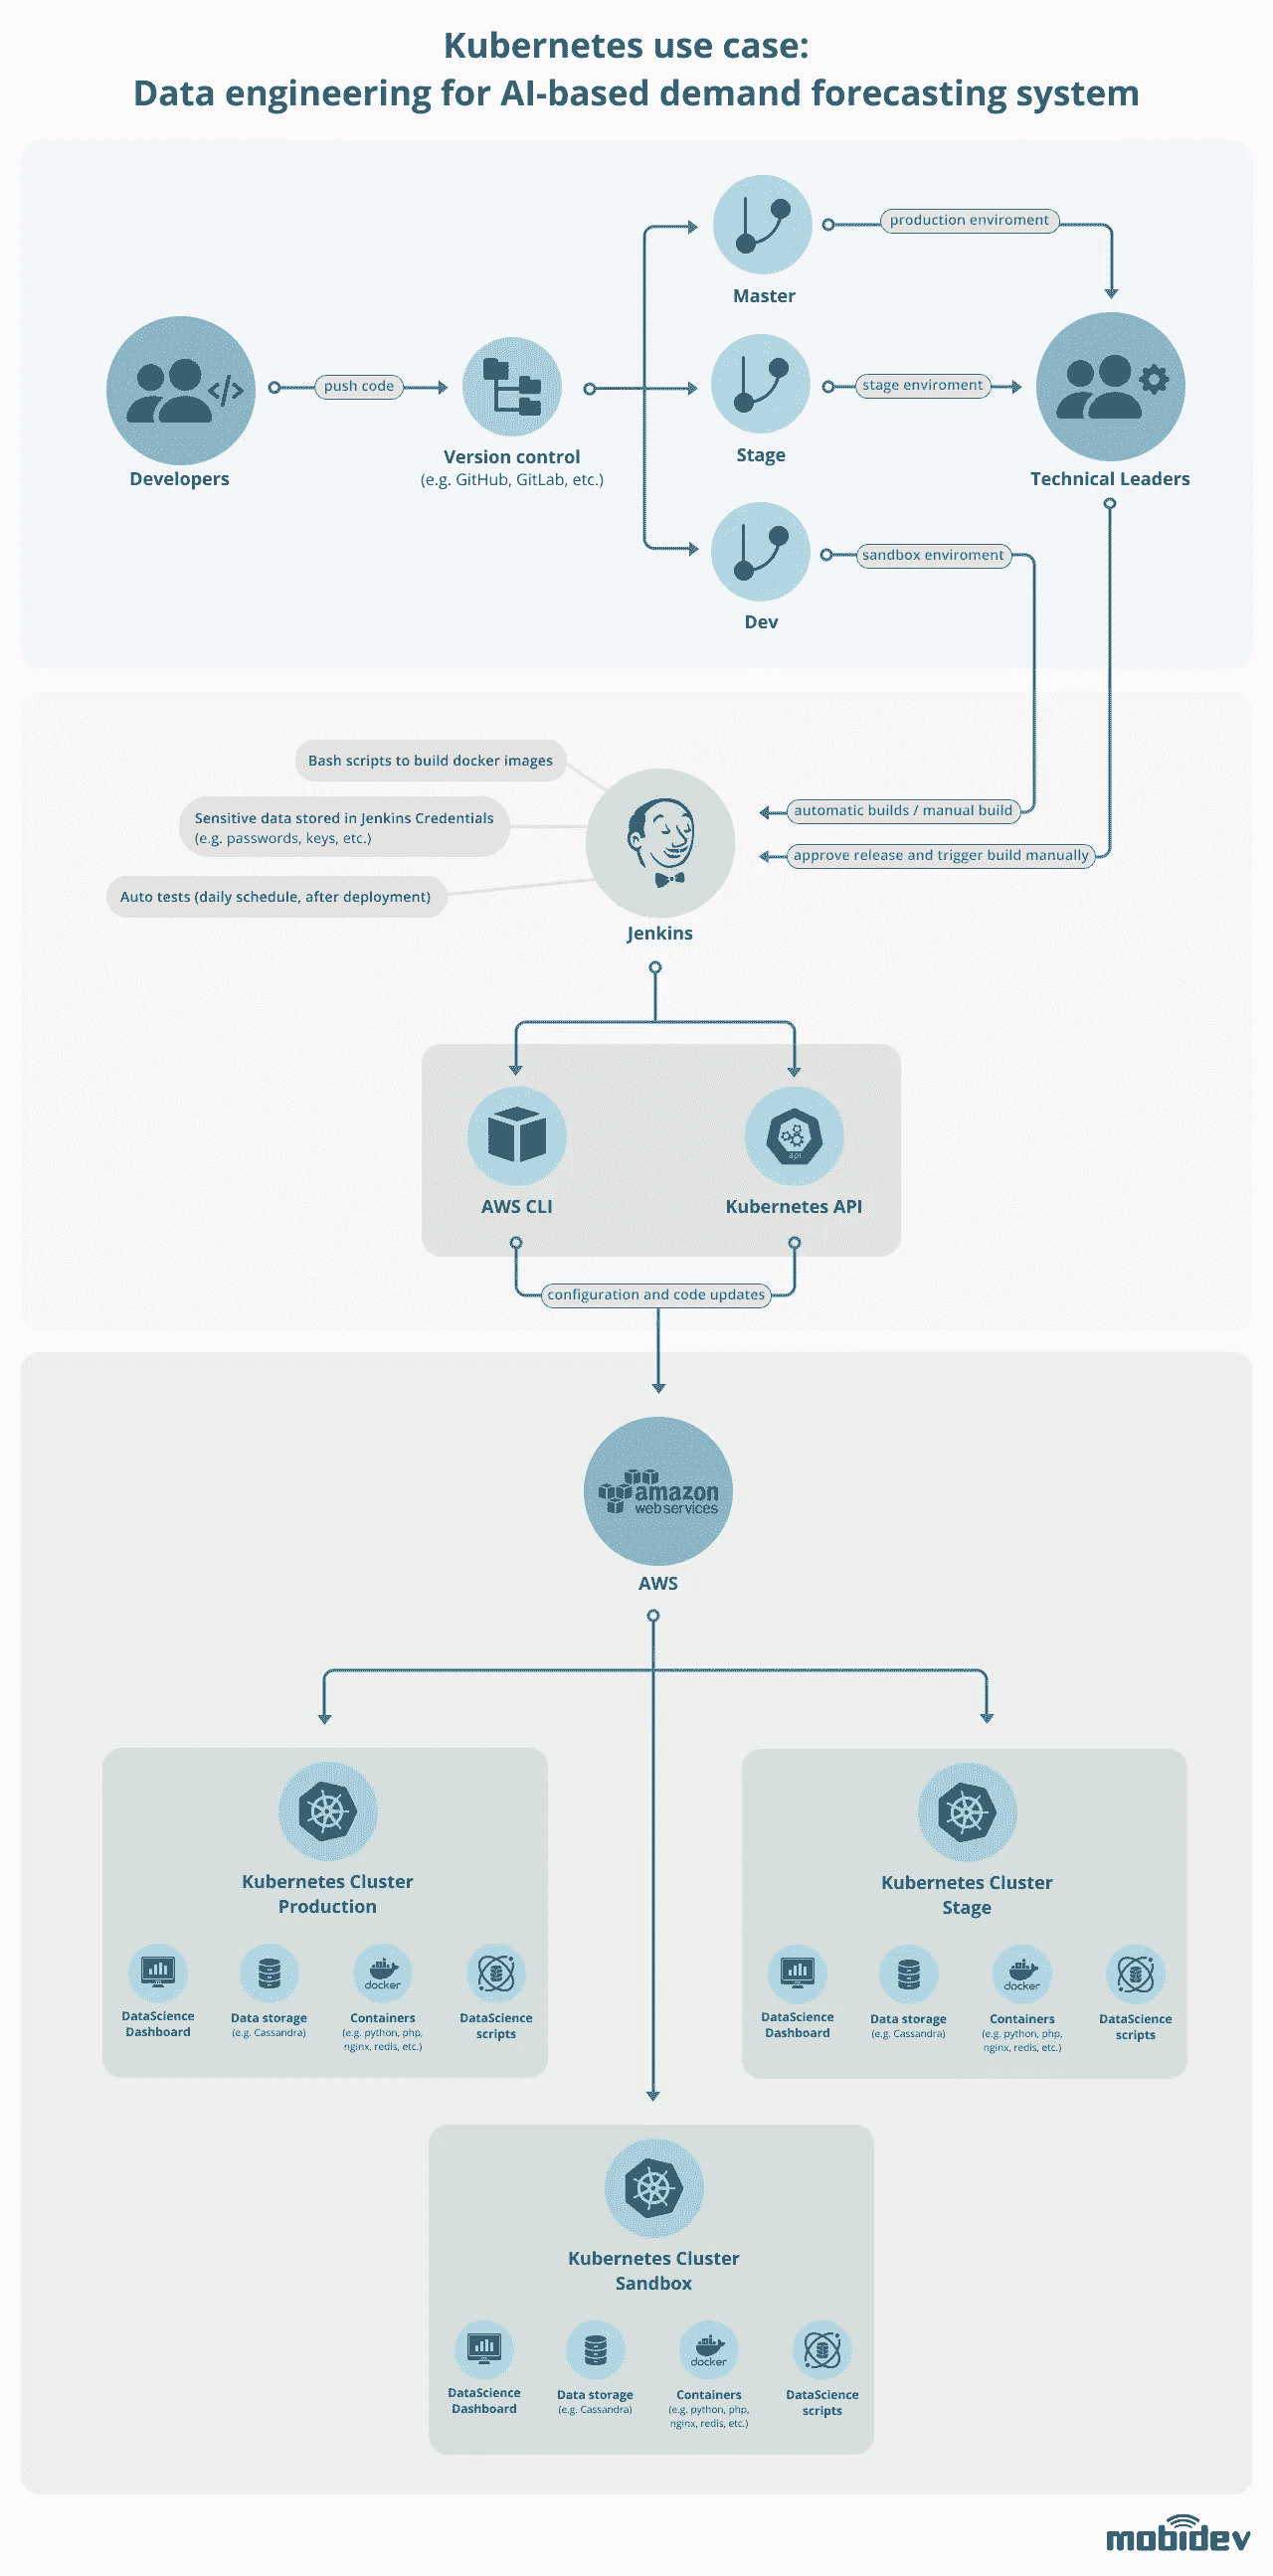 Kubernetes use case:
Data engineering for AI-based demand forecasting system
production enviroment
Master
push code
stage enviroment
Developers
Version control
(e.g. GitHub, GitLab, etc.)
Stage
Technical Leaders
sandbox enviroment
Dev
Bash scripts to build docker images
Sensitive data stored in Jenkins Credentials
(e.g. passwords, keys, etc.)
Auto tests (daily schedule, after deployment)
automatic builds / manual build
approve release and trigger build manually
Jenkins
api
AWS CLI
Kubernetes API
configuration and code updates
amazon
webservices
AWS
Kubernetes Cluster
Production
docker
DataScience
Dashboard
Data storage
(e.g. Cassandra)
Containers
(e.g. python, php,
nginx, redis, etc.)
DataScience
scripts
Kubernetes Cluster
Stage
docker
DataScience
Dashboard
Data storage
(e.g. Cassandra)
Containers
(e.g. python, php,
nginx, redis, etc.)
DataScience
scripts
Kubernetes Cluster
Sandbox
docker
DataScience
Dashboard
Data storage
(e.g. Cassandra)
Containers
(e.g. python, php,
nginx, redis, etc.)
DataScience
scripts
mobidev